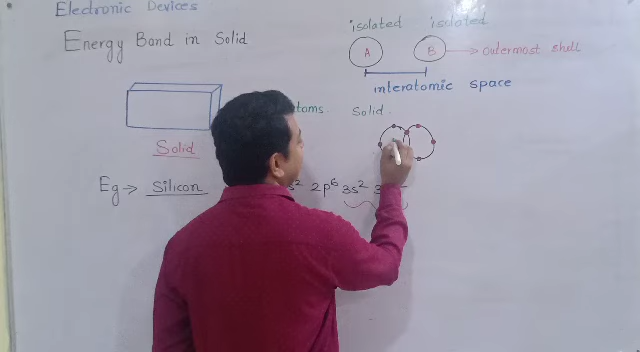 Electronic Devices
isolated isolated
Energy Band in Solid
A B → outermost shell
interatomic space
atoms Solid.
Solid
Eg → Silicon 2p⁶ 3s² 3